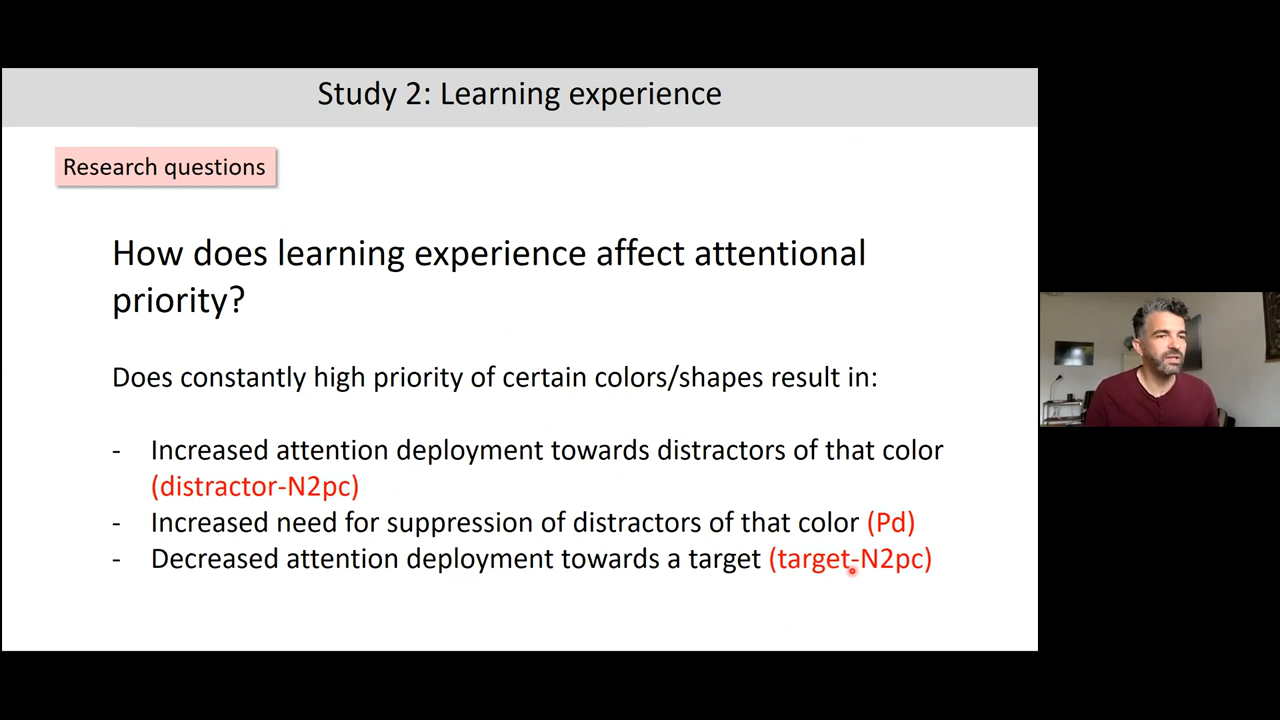 Study 2: Learning experience
Research questions
How does learning experience affect attentional
priority?
Does constantly high priority of certain colors/shapes result in:
- Increased attention deployment towards distractors of that color
(distractor-N2pc)
- Increased need for suppression of distractors of that color (Pd)
- Decreased attention deployment towards a target (target-N2pc)